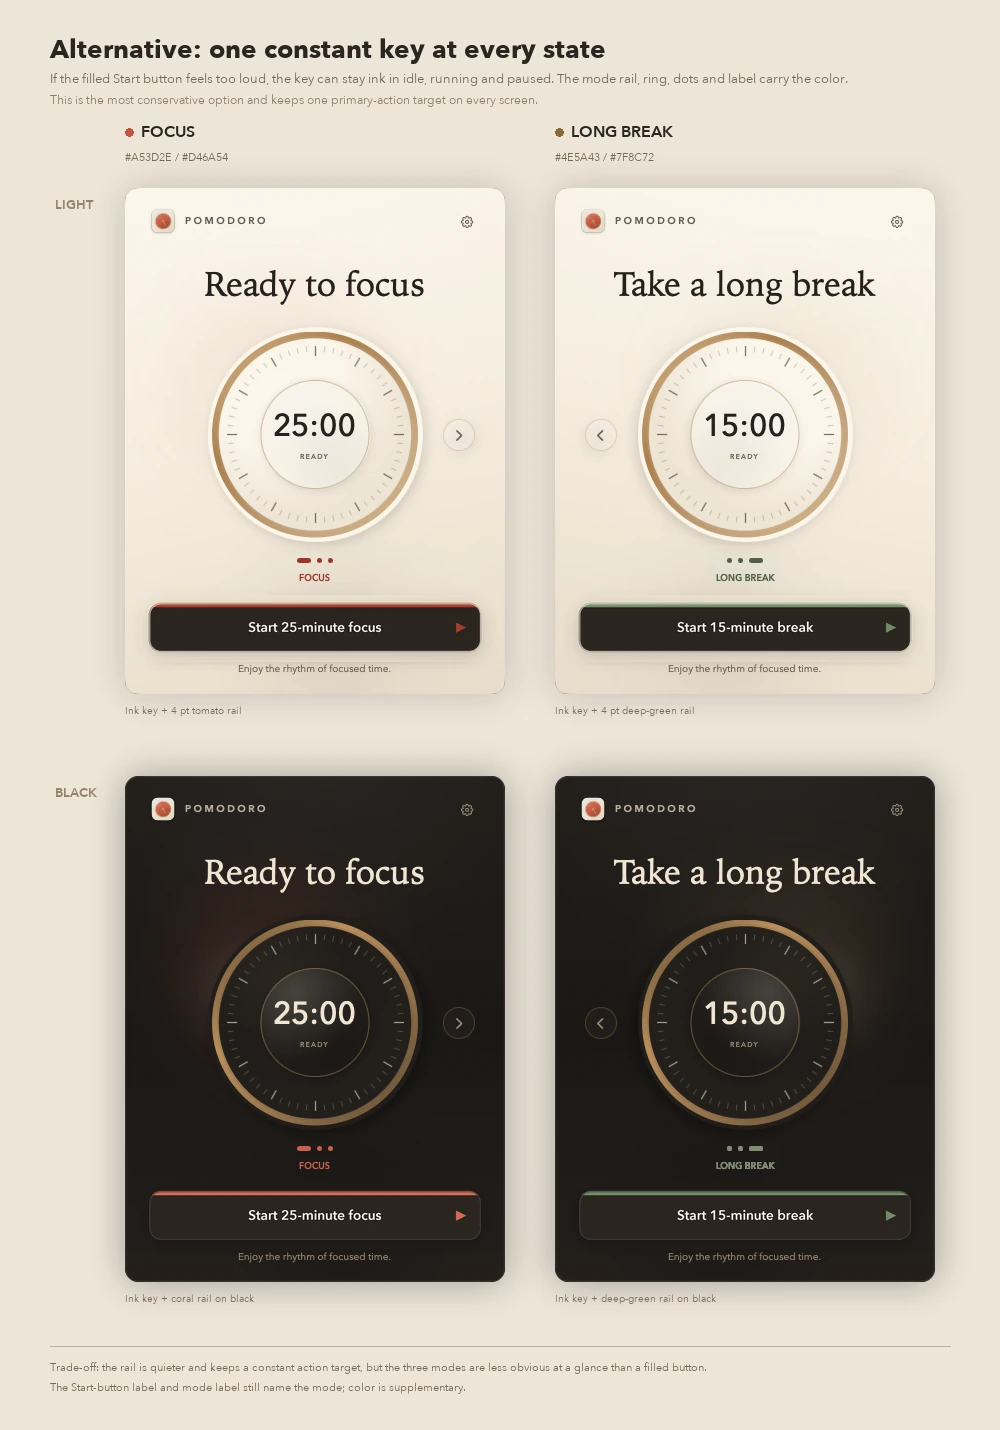 Alternative: one constant key at every state
If the filled Start button feels too loud, the key can stay ink in idle, running and paused. The mode rail, ring, dots and label carry the color.
This is the most conservative option and keeps one primary-action target on every screen.
FOCUS
#A53D2E / #D46A54
LONG BREAK
#4E5A43 / #7F8C72
LIGHT
POMODORO
Ready to focus
25:00
READY
FOCUS
Start 25-minute focus
Enjoy the rhythm of focused time.
Ink key + 4 pt tomato rail
POMODORO
Take a long break
15:00
READY
LONG BREAK
Start 15-minute break
Enjoy the rhythm of focused time.
Ink key + 4 pt deep-green rail
BLACK
POMODORO
Ready to focus
25:00
READY
FOCUS
Start 25-minute focus
Enjoy the rhythm of focused time.
Ink key + coral rail on black
POMODORO
Take a long break
15:00
READY
LONG BREAK
Start 15-minute break
Enjoy the rhythm of focused time.
Ink key + deep-green rail on black
Trade-off: the rail is quieter and keeps a constant action target, but the three modes are less obvious at a glance than a filled button.
The Start-button label and mode label still name the mode; color is supplementary.